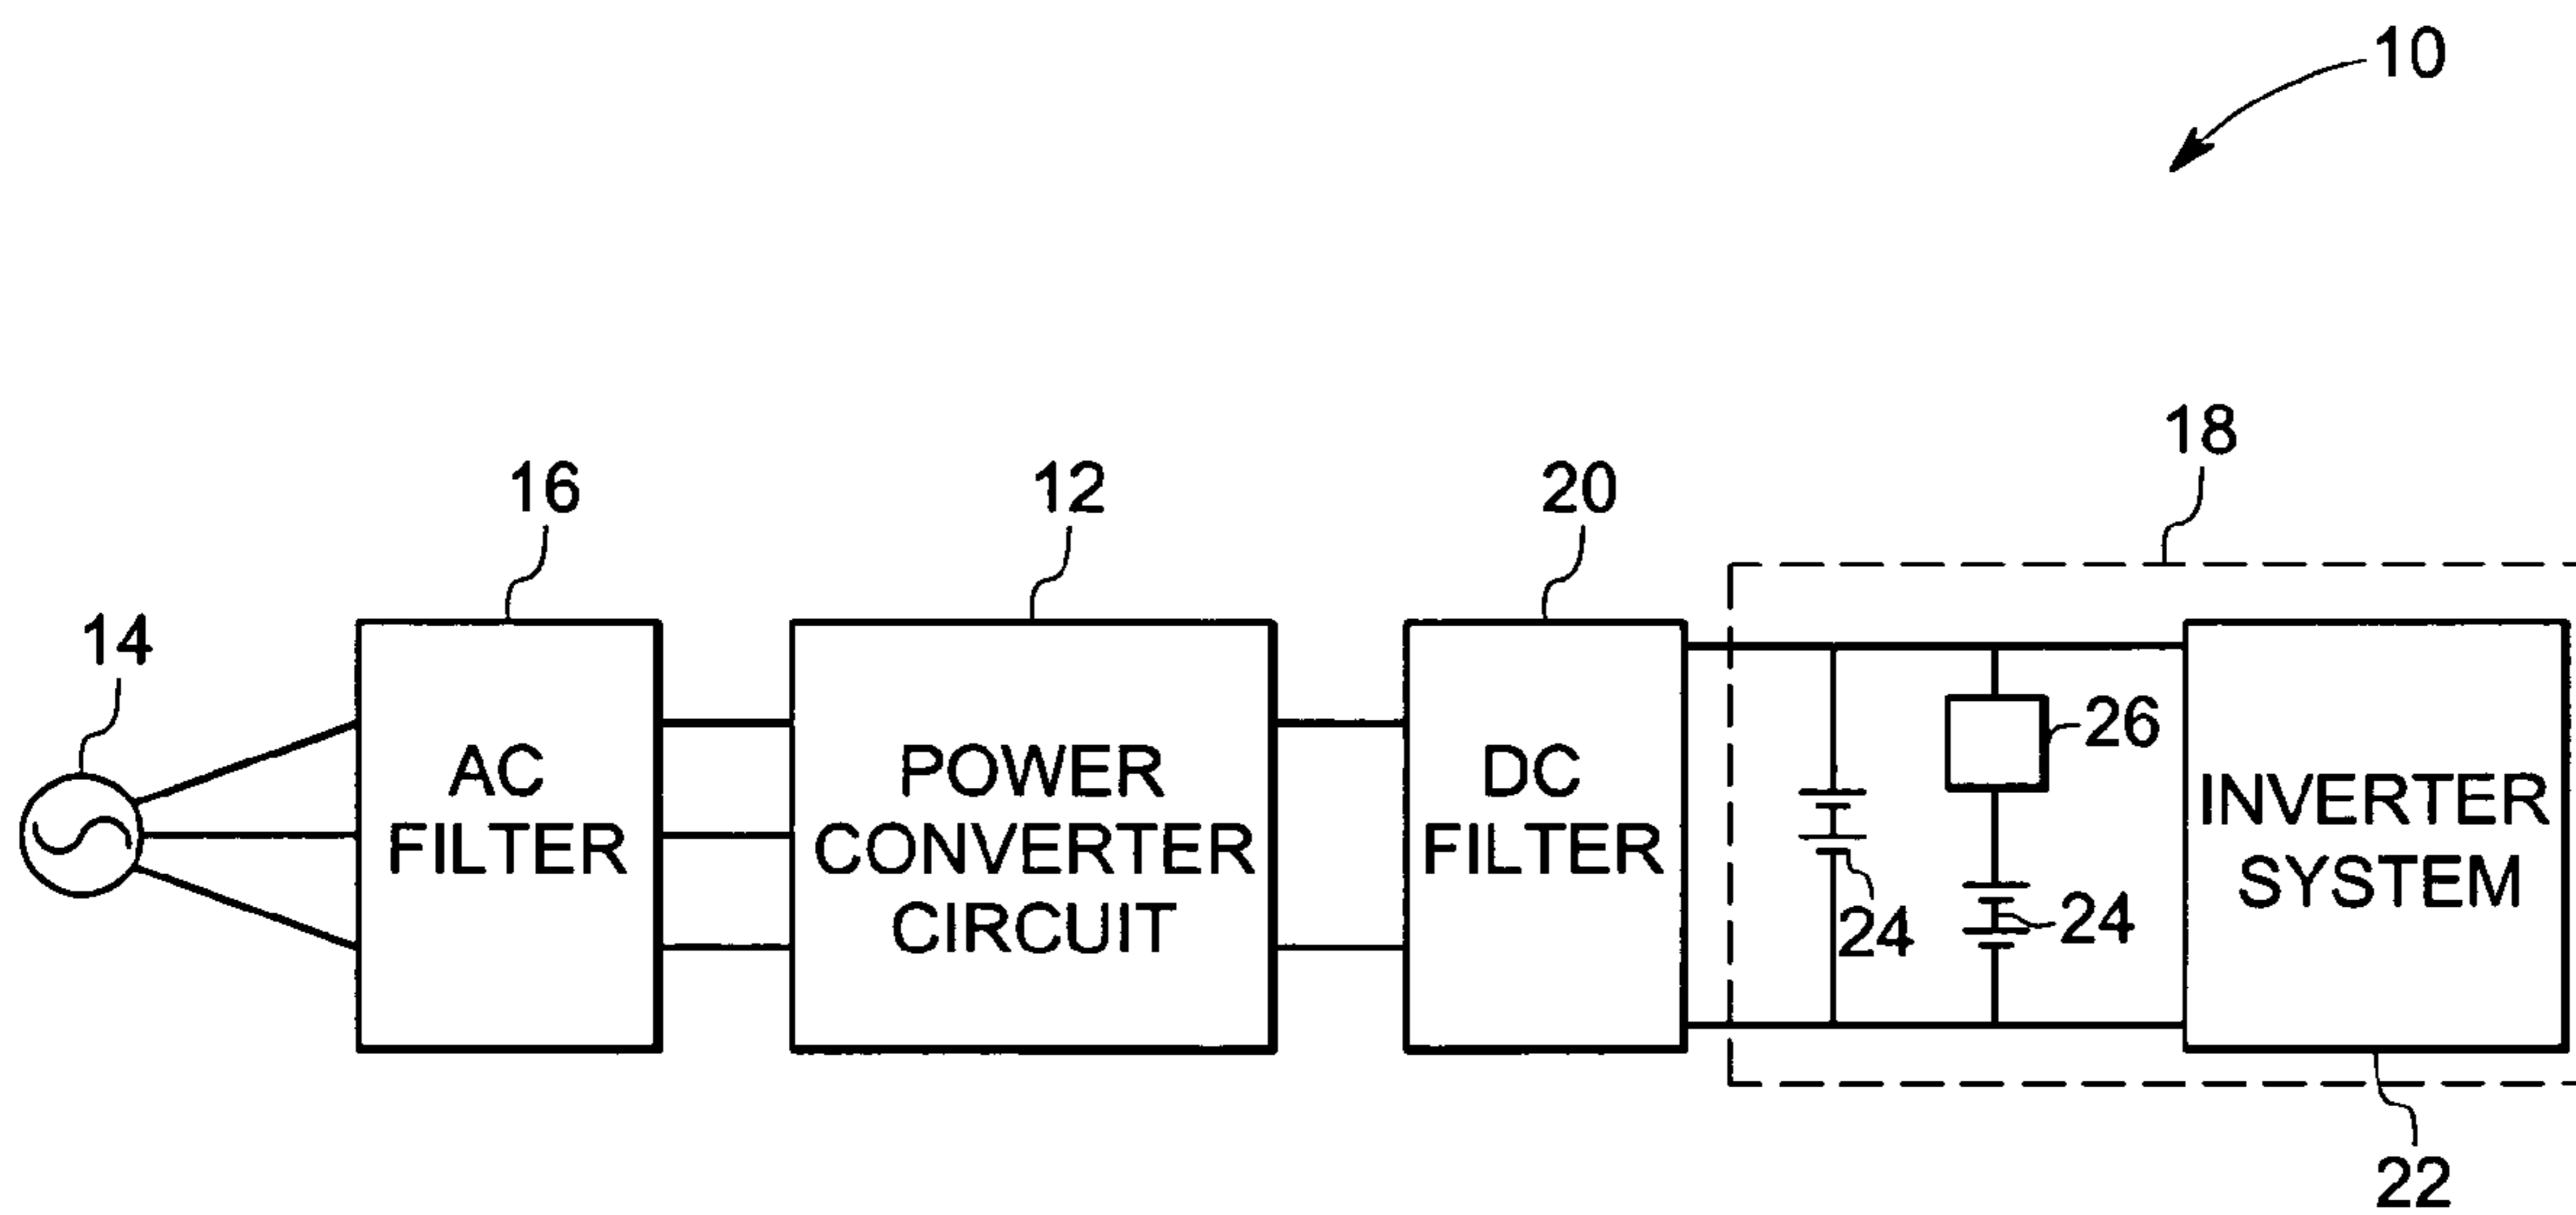 10
18
16
12
20
14
26
AC
FILTER
POWER
CONVERTER
CIRCUIT
DC
FILTER
INVERTER
SYSTEM
24
24
22